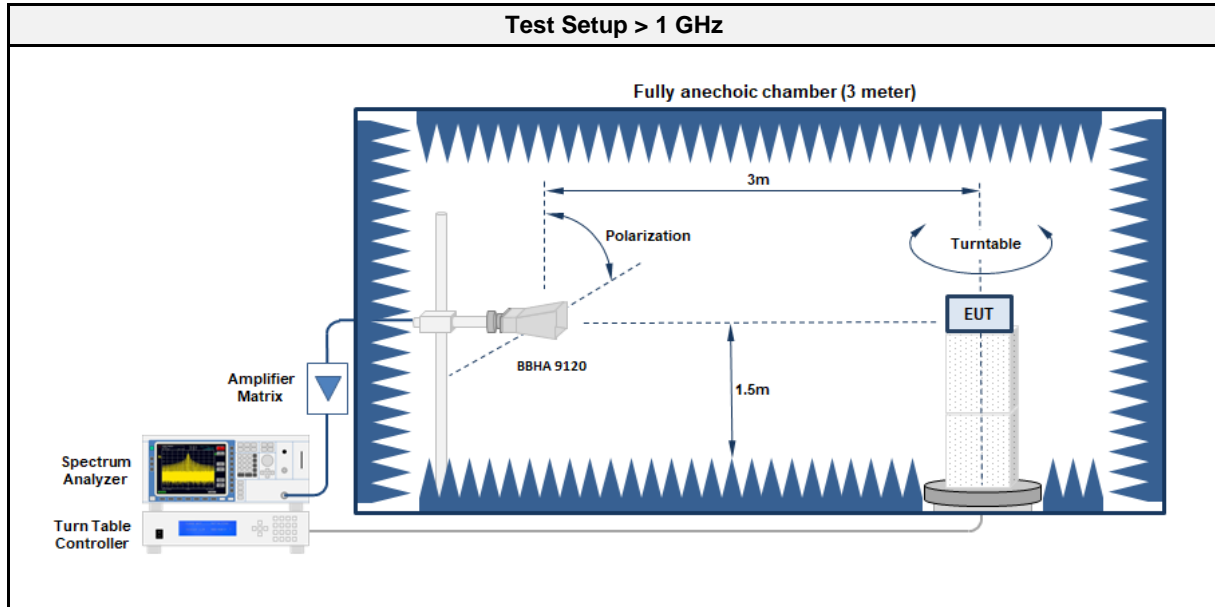 Test Setup > 1 GHz
Fully anechoic chamber (3 meter)
3m
Polarization
Turntable
EUT
BBHA 9120
1.5m
Amplifier
Matrix
Spectrum
Analyzer
Turn Table
Controller